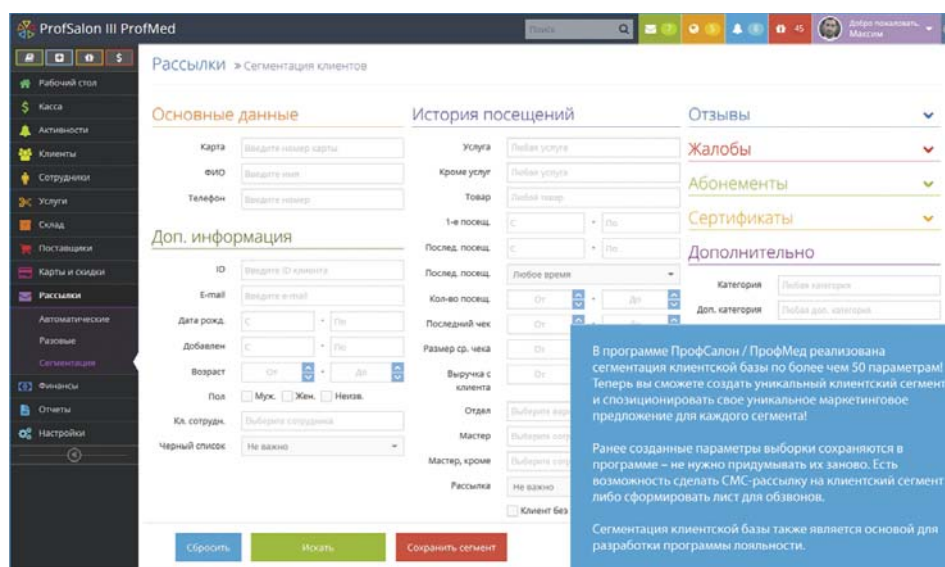 ProfSalon III ProfMed
Поиск
7
5
6
45
Добро пожаловать,
Максим
Рабочий стол
Касса
Активности
Клиенты
Сотрудники
Услуги
Склад
Поставщики
Карты и скидки
Рассылки
Автоматические
Разовые
Сегментация
Финансы
Отчеты
Настройки
Рассылки » Сегментация клиентов
Основные данные
Карта Введите номер карты
ФИО Введите имя
Телефон Введите номер
Доп. информация
ID Введите ID клиента
E-mail Введите e-mail
Дата рожд. С - По
Добавлен С - По
Возраст От - До
Пол Муж. Жен. Неизв.
Кл. сотрудн. Выберите сотрудника
Черный список Не важно
История посещений
Услуга Любая услуга
Кроме услуг Любая услуга
Товар Любой товар
1-е посещ. С - По
Послед. посещ. С - По
Послед. посещ. Любое время
Кол-во посещ. От - До
Последний чек От
Размер ср. чека От
Выручка с клиента От
Отдел Выберите
Мастер Выберите
Мастер, кроме Выберите
Рассылка Не важно
Клиент без
Отзывы
Жалобы
Абонементы
Сертификаты
Дополнительно
Категория Любая категория
Доп. категория Любая доп. категория
Сбросить
Искать
Сохранить сегмент
В программе ПрофСалон / ПрофМед реализована
сегментация клиентской базы по более чем 50 параметрам!
Теперь вы сможете создать уникальный клиентский сегмент
и спозиционировать свое уникальное маркетинговое
предложение для каждого сегмента!
Ранее созданные параметры выборки сохраняются в
программе – не нужно придумывать их заново. Есть
возможность сделать СМС-рассылку на клиентский сегмент
либо сформировать лист для обзвонов.
Сегментация клиентской базы также является основой для
разработки программы лояльности.